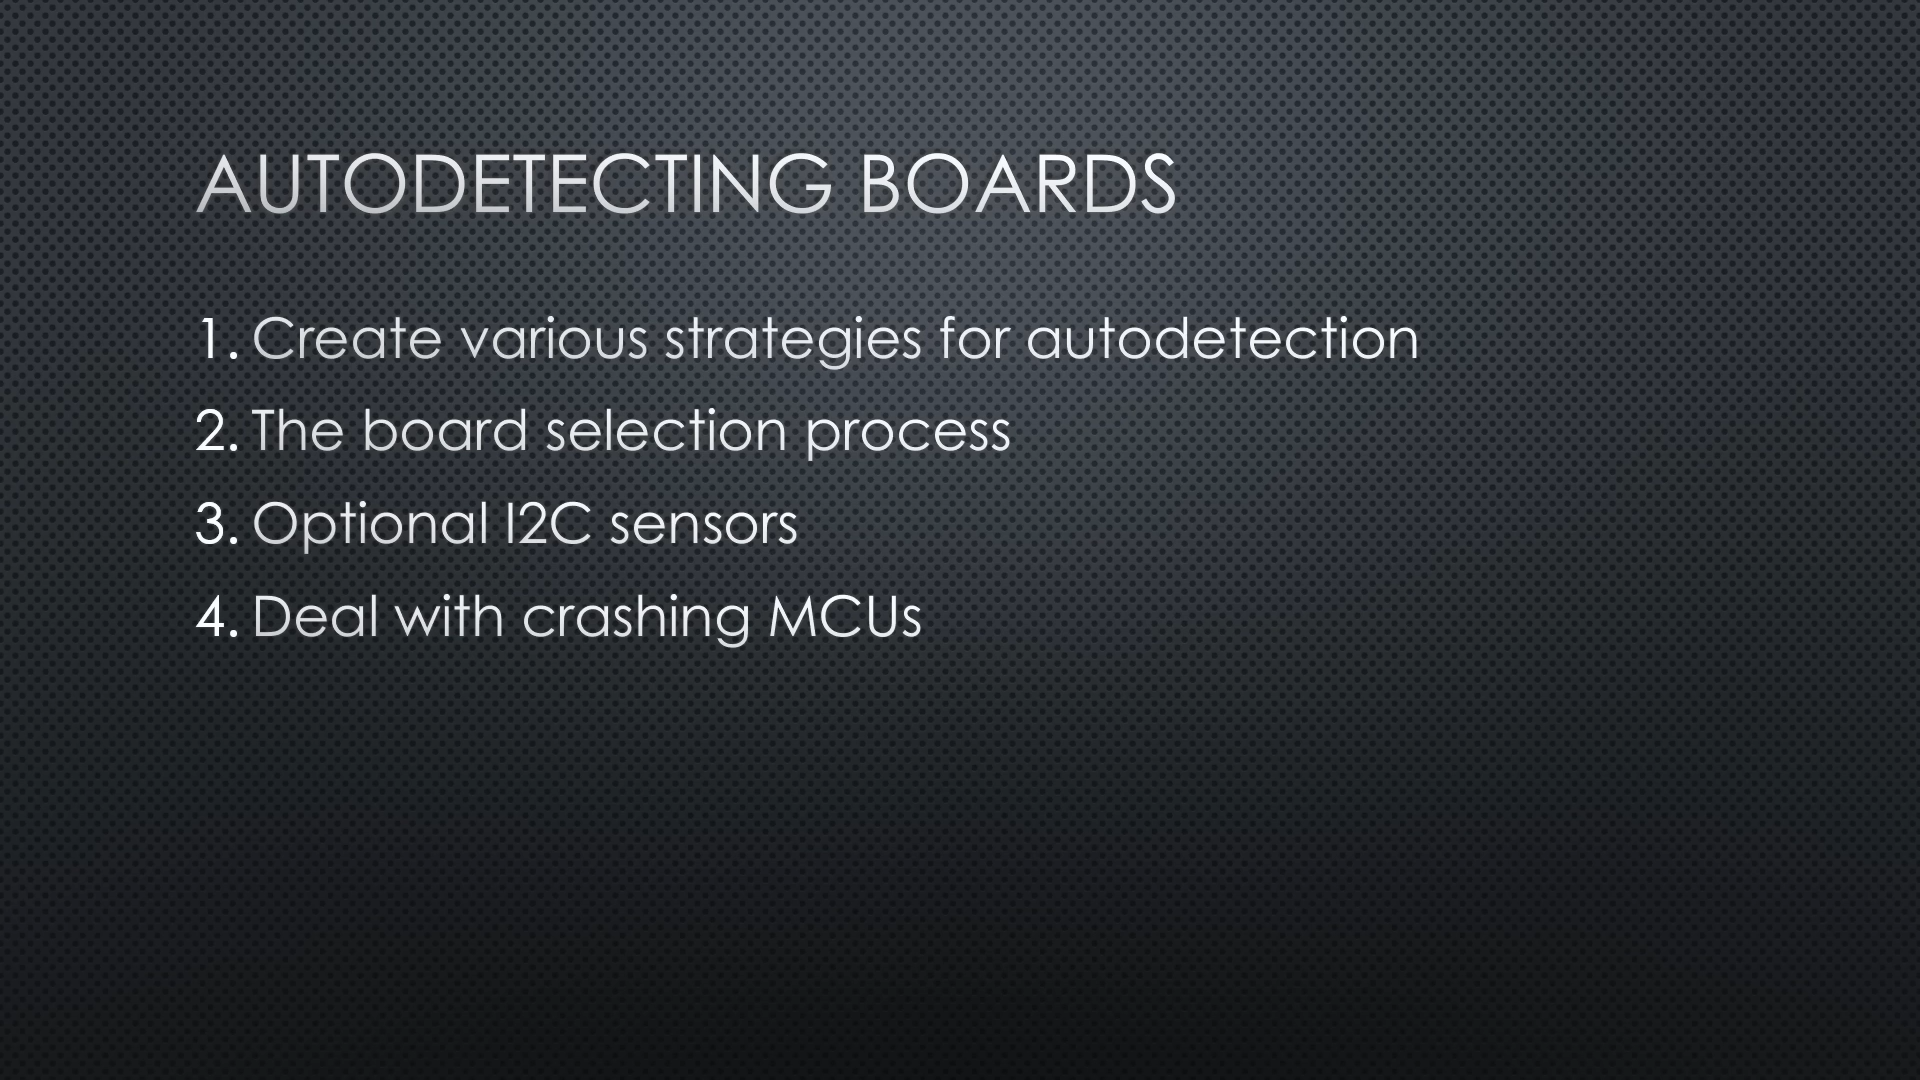 AUTODETECTING BOARDS
1. Create various strategies for autodetection
2. The board selection process
3. Optional I2C sensors
4. Deal with crashing MCUs